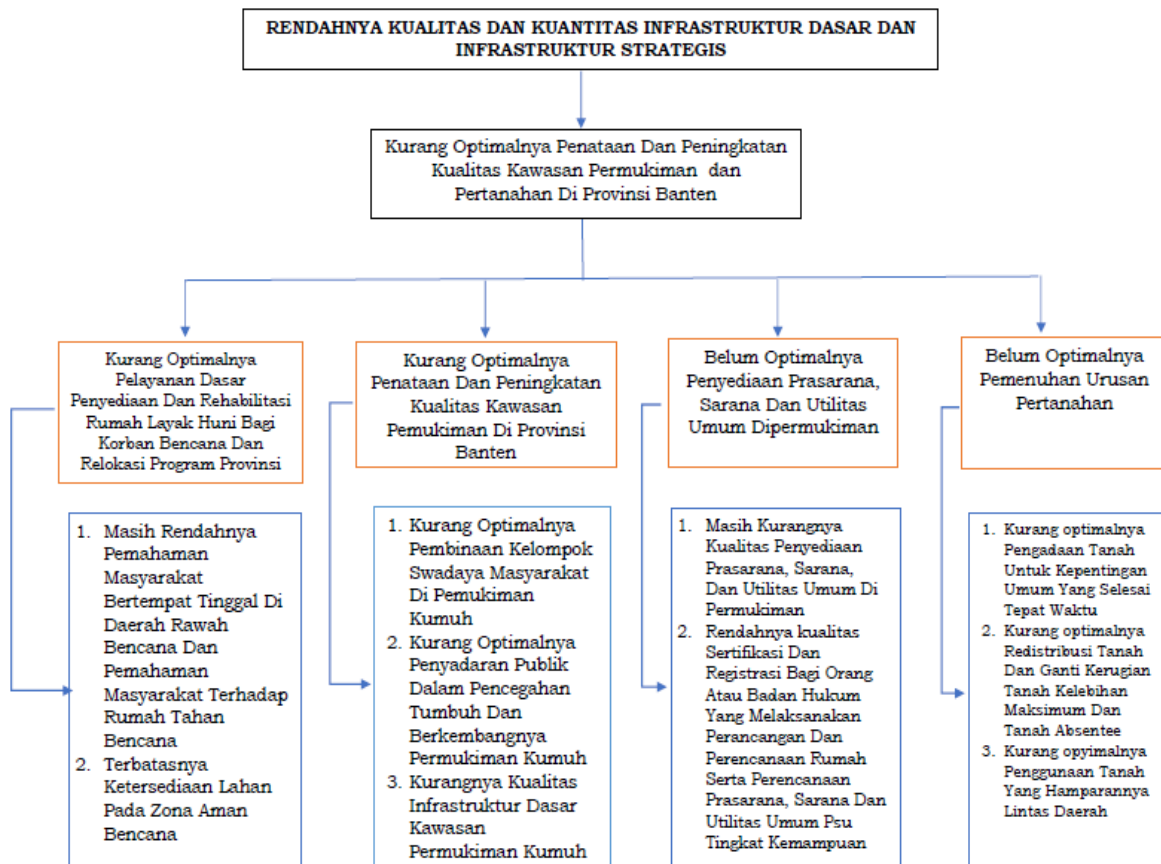 RENDAHNYA KUALITAS DAN KUANTITAS INFRASTRUKTUR DASAR DAN
INFRASTRUKTUR STRATEGIS
Kurang Optimalnya Penataan Dan Peningkatan
Kualitas Kawasan Permukiman dan
Pertanahan Di Provinsi Banten
Kurang Optimalnya
Pelayanan Dasar
Penyediaan Dan Rehabilitasi
Rumah Layak Huni Bagi
Korban Bencana Dan
Relokasi Program Provinsi
Kurang Optimalnya
Penataan Dan Peningkatan
Kualitas Kawasan
Pemukiman Di Provinsi
Banten
Belum Optimalnya
Penyediaan Prasarana,
Sarana Dan Utilitas
Umum Dipermukiman
Belum Optimalnya
Pemenuhan Urusan
Pertanahan
1. Masih Rendahnya
Pemahaman
Masyarakat
Bertempat Tinggal Di
Daerah Rawah
Bencana Dan
Pemahaman
Masyarakat Terhadap
Rumah Tahan
Bencana
2. Terbatasnya
Ketersediaan Lahan
Pada Zona Aman
Bencana
1. Kurang Optimalnya
Pembinaan Kelompok
Swadaya Masyarakat
Di Pemukiman
Kumuh
2. Kurang Optimalnya
Penyadaran Publik
Dalam Pencegahan
Tumbuh Dan
Berkembangnya
Permukiman Kumuh
3. Kurangnya Kualitas
Infrastruktur Dasar
Kawasan
Permukiman Kumuh
1. Masih Kurangnya
Kualitas Penyediaan
Prasarana, Sarana,
Dan Utilitas Umum Di
Permukiman
2. Rendahnya kualitas
Sertifikasi Dan
Registrasi Bagi Orang
Atau Badan Hukum
Yang Melaksanakan
Perancangan Dan
Perencanaan Rumah
Serta Perencanaan
Prasarana, Sarana Dan
Utilitas Umum Psu
Tingkat Kemampuan
1. Kurang optimalnya
Pengadaan Tanah
Untuk Kepentingan
Umum Yang Selesai
Tepat Waktu
2. Kurang optimalnya
Redistribusi Tanah
Dan Ganti Kerugian
Tanah Kelebihan
Maksimum Dan
Tanah Absentee
3. Kurang opyimalnya
Penggunaan Tanah
Yang Hamparannya
Lintas Daerah